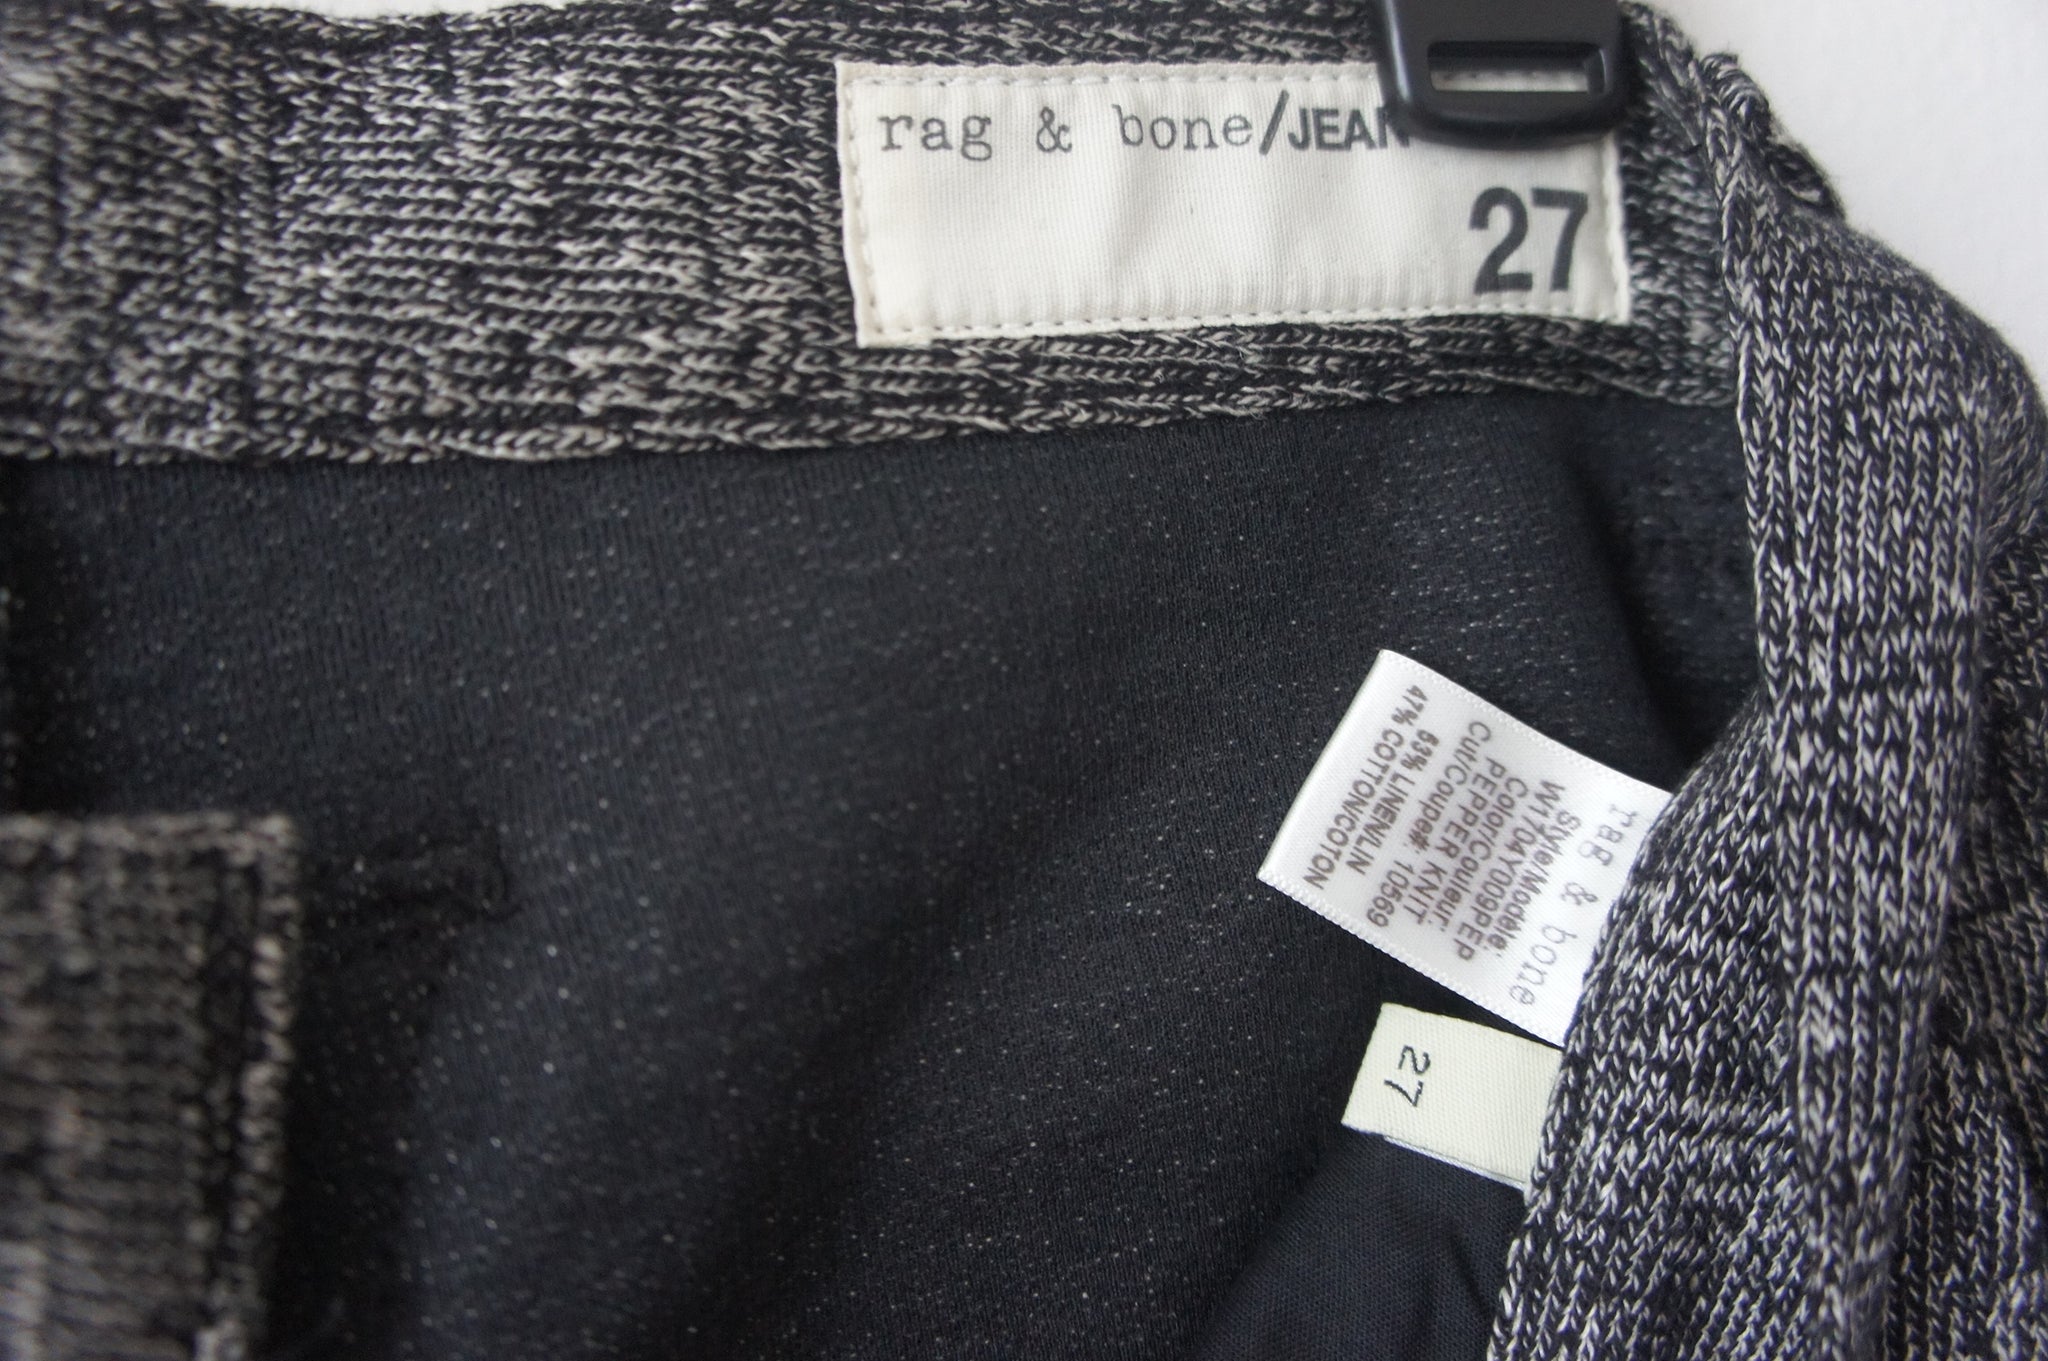 rag & bone/JEAN
27
rag & bone
Style/Modèle:
W1704Y009PEP
Color/Couleur:
PEPPER KNIT
Cut/Coupe#: 10569
53% LINEN/LIN
47% COTTON/COTON
27